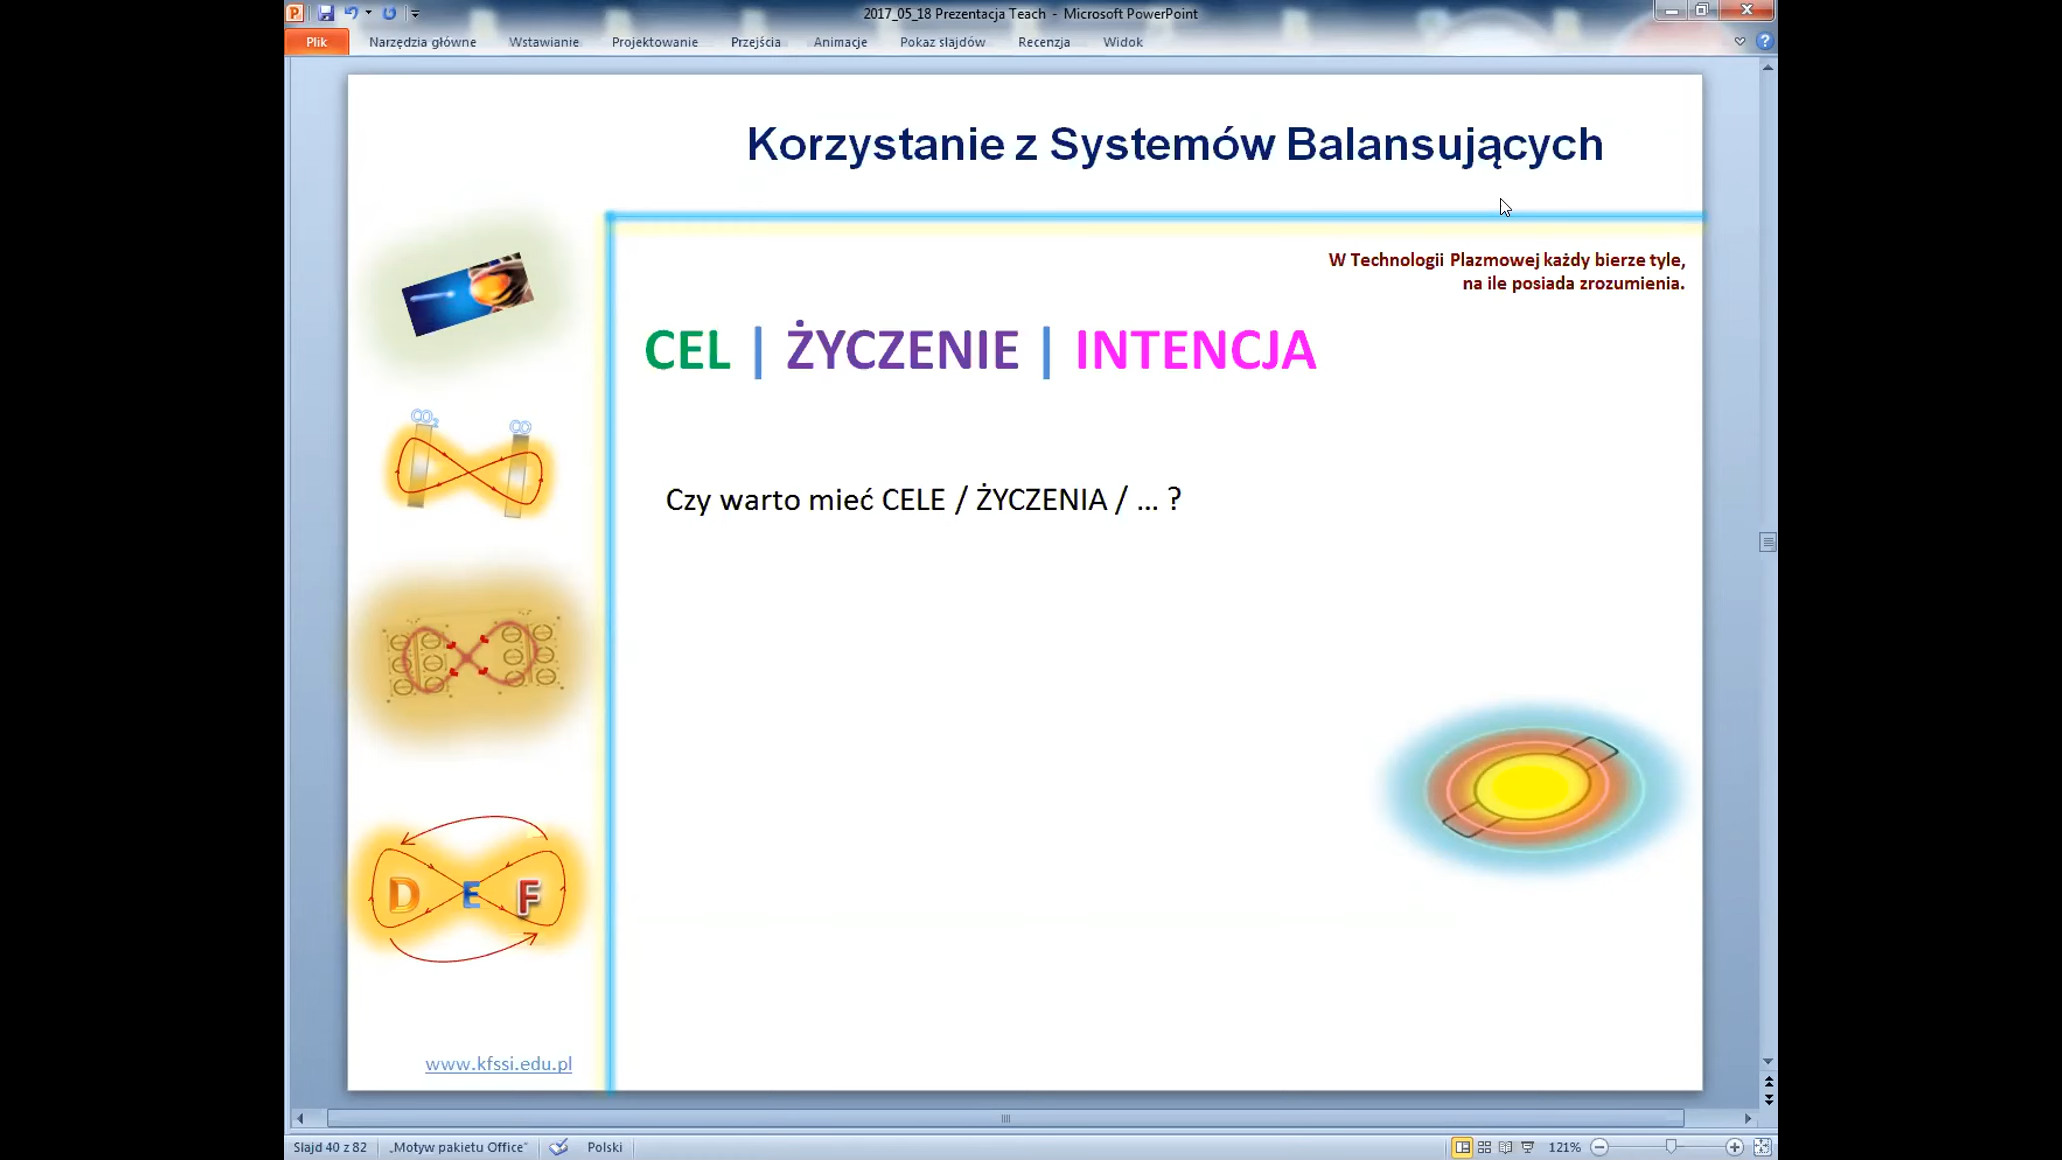 2017_05_18 Prezentacja Teach - Microsoft PowerPoint
Plik Narzędzia główne Wstawianie Projektowanie Przejścia Animacje Pokaz slajdów Recenzja Widok
Korzystanie z Systemów Balansujących
W Technologii Plazmowej każdy bierze tyle,
na ile posiada zrozumienia.
CEL | ŻYCZENIE | INTENCJA
CO₂ CO
Czy warto mieć CELE / ŻYCZENIA / ... ?
D E F
www.kfssi.edu.pl
Slajd 40 z 82 „Motyw pakietu Office” Polski 121%